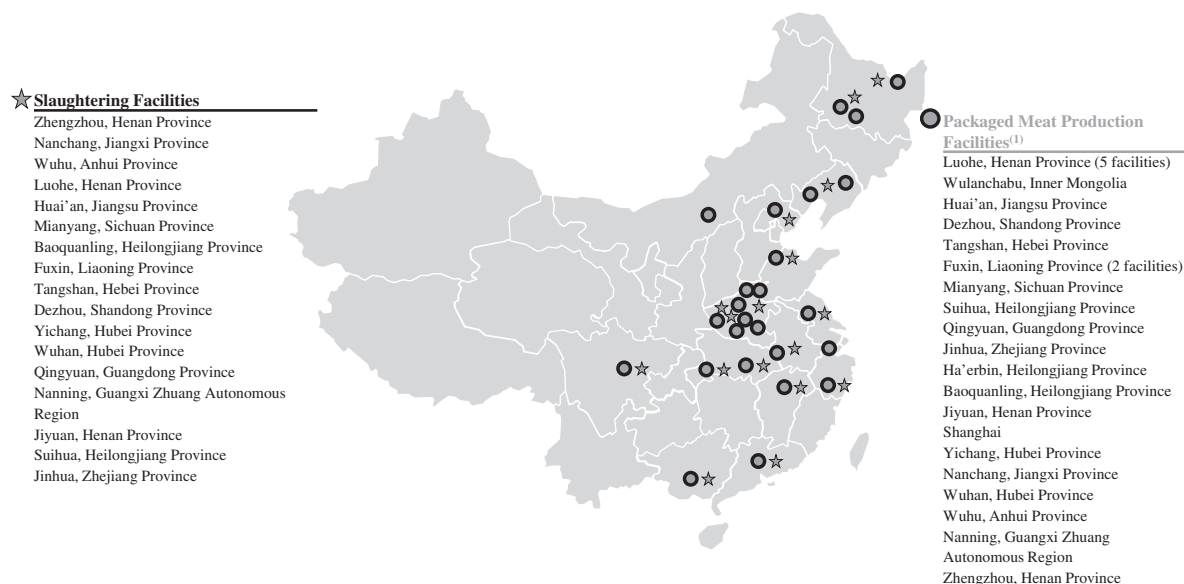 Slaughtering Facilities
Zhengzhou, Henan Province
Nanchang, Jiangxi Province
Wuhu, Anhui Province
Luohe, Henan Province
Huai’an, Jiangsu Province
Mianyang, Sichuan Province
Baoquanling, Heilongjiang Province
Fuxin, Liaoning Province
Tangshan, Hebei Province
Dezhou, Shandong Province
Yichang, Hubei Province
Wuhan, Hubei Province
Qingyuan, Guangdong Province
Nanning, Guangxi Zhuang Autonomous
Region
Jiyuan, Henan Province
Suihua, Heilongjiang Province
Jinhua, Zhejiang Province
Packaged Meat Production
Facilities(1)
Luohe, Henan Province (5 facilities)
Wulanchabu, Inner Mongolia
Huai’an, Jiangsu Province
Dezhou, Shandong Province
Tangshan, Hebei Province
Fuxin, Liaoning Province (2 facilities)
Mianyang, Sichuan Province
Suihua, Heilongjiang Province
Qingyuan, Guangdong Province
Jinhua, Zhejiang Province
Ha’erbin, Heilongjiang Province
Baoquanling, Heilongjiang Province
Jiyuan, Henan Province
Shanghai
Yichang, Hubei Province
Nanchang, Jiangxi Province
Wuhan, Hubei Province
Wuhu, Anhui Province
Nanning, Guangxi Zhuang
Autonomous Region
Zhengzhou, Henan Province